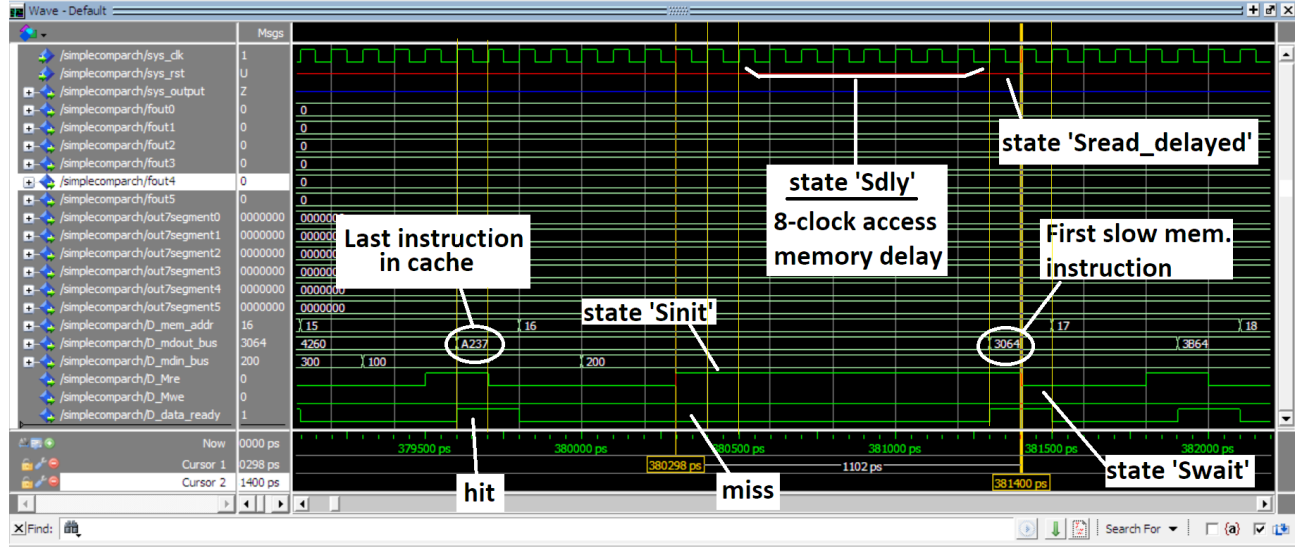 Wave - Default
Msgs
/simplecomparch/sys_clk 1
/simplecomparch/sys_rst U
/simplecomparch/sys_output Z
/simplecomparch/fout0 0 0
/simplecomparch/fout1 0 0
/simplecomparch/fout2 0 0
/simplecomparch/fout3 0 0
/simplecomparch/fout4 0 0
/simplecomparch/fout5 0 0
/simplecomparch/out7segment0 0000000 0000000
/simplecomparch/out7segment1 0000000 00000
/simplecomparch/out7segment2 0000000 00000
/simplecomparch/out7segment3 0000000 00000
/simplecomparch/out7segment4 0000000 0000000
/simplecomparch/out7segment5 0000000 0000000
/simplecomparch/D_mem_addr 16 15 16 17 18
/simplecomparch/D_mdout_bus 3064 4260 A237 3064 3B64
/simplecomparch/D_mdin_bus 200 300 100 200
/simplecomparch/D_Mre 0
/simplecomparch/D_Mwe 0
/simplecomparch/D_data_ready 1
state 'Sread_delayed'
state 'Sdly'
8-clock access
memory delay
Last instruction
in cache
First slow mem.
instruction
state 'Sinit'
hit
miss
state 'Swait'
Now 0000 ps 379500 ps 380000 ps 380500 ps 381000 ps 381500 ps 382000 ps
Cursor 1 0298 ps 380298 ps 1102 ps
Cursor 2 1400 ps 381400 ps
Find: Search For {a}